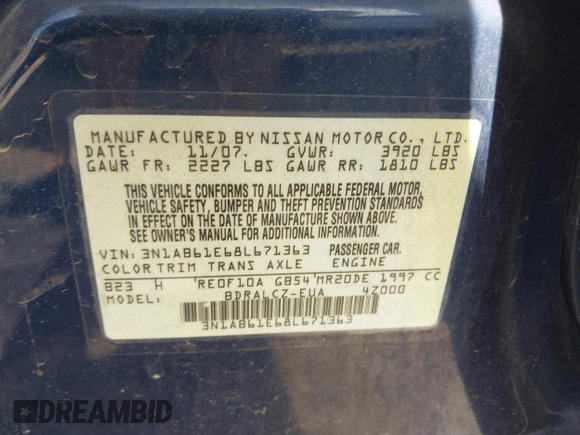 MANUFACTURED BY NISSAN MOTOR CO., LTD.
DATE: 11/07. GVWR: 3920 LBS
GAWR FR: 2227 LBS GAWR RR: 1810 LBS
THIS VEHICLE CONFORMS TO ALL APPLICABLE FEDERAL MOTOR
VEHICLE SAFETY, BUMPER AND THEFT PREVENTION STANDARDS
IN EFFECT ON THE DATE OF MANUFACTURE SHOWN ABOVE.
SEE OWNER'S MANUAL FOR ADDITIONAL INFORMATION.
VIN: 3N1AB61E68L671363 PASSENGER CAR.
COLOR TRIM TRANS AXLE ENGINE
B23 H RE0F10A GB54 MR20DE 1997 CC
MODEL: BDRALCZ-EUA 4Z000
3N1AB61E68L671363
DREAMBID